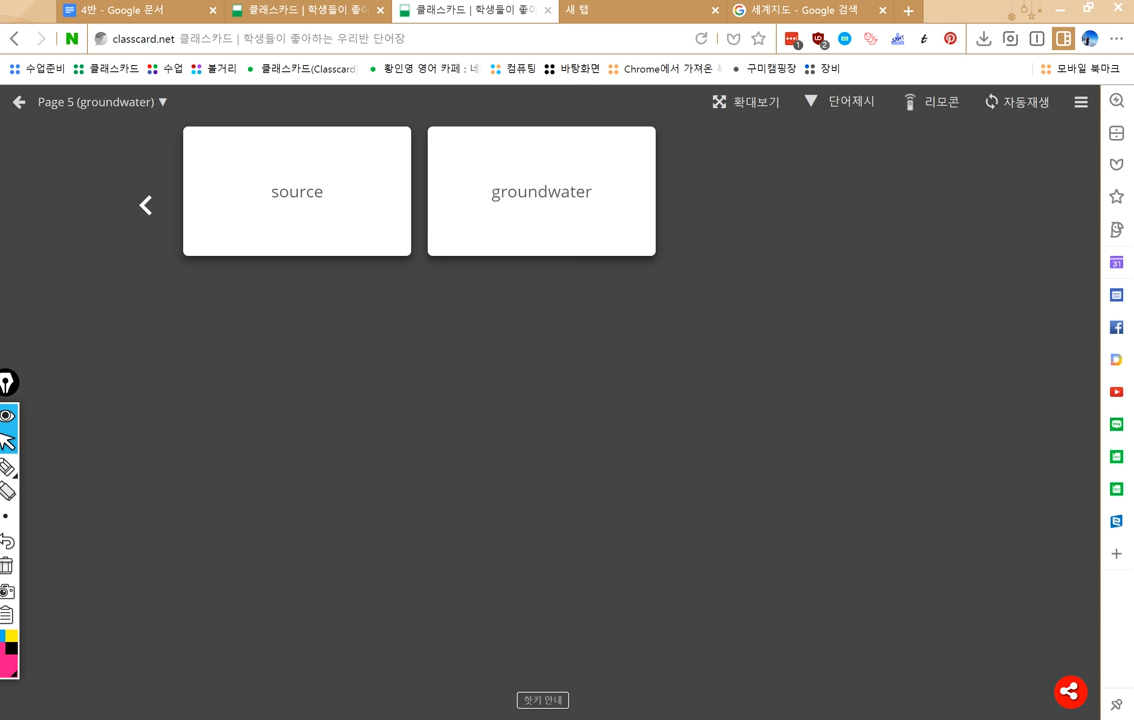 4반 - Google 문서
클래스카드 | 학생들이 좋아
클래스카드 | 학생들이 좋아
새 탭
세계지도 - Google 검색
classcard.net 클래스카드 | 학생들이 좋아하는 우리반 단어장
수업준비 클래스카드 수업 볼거리 클래스카드(Classcard 황인영 영어 카페 ; 네 컴퓨팅 바탕화면 Chrome에서 가져온 구미캠핑장 장비 모바일 북마크
Page 5 (groundwater) ▼ 확대보기 ▼ 단어제시 리모콘 자동재생
source
groundwater
31
핫키 안내